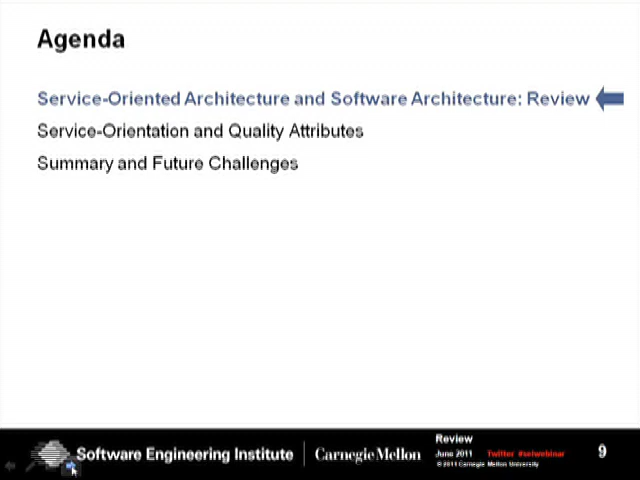 Agenda
Service-Oriented Architecture and Software Architecture: Review
Service-Orientation and Quality Attributes
Summary and Future Challenges
Software Engineering Institute
Carnegie Mellon
Review
June 2011 Twitter #seiwebinar
© 2011 Carnegie Mellon University
9